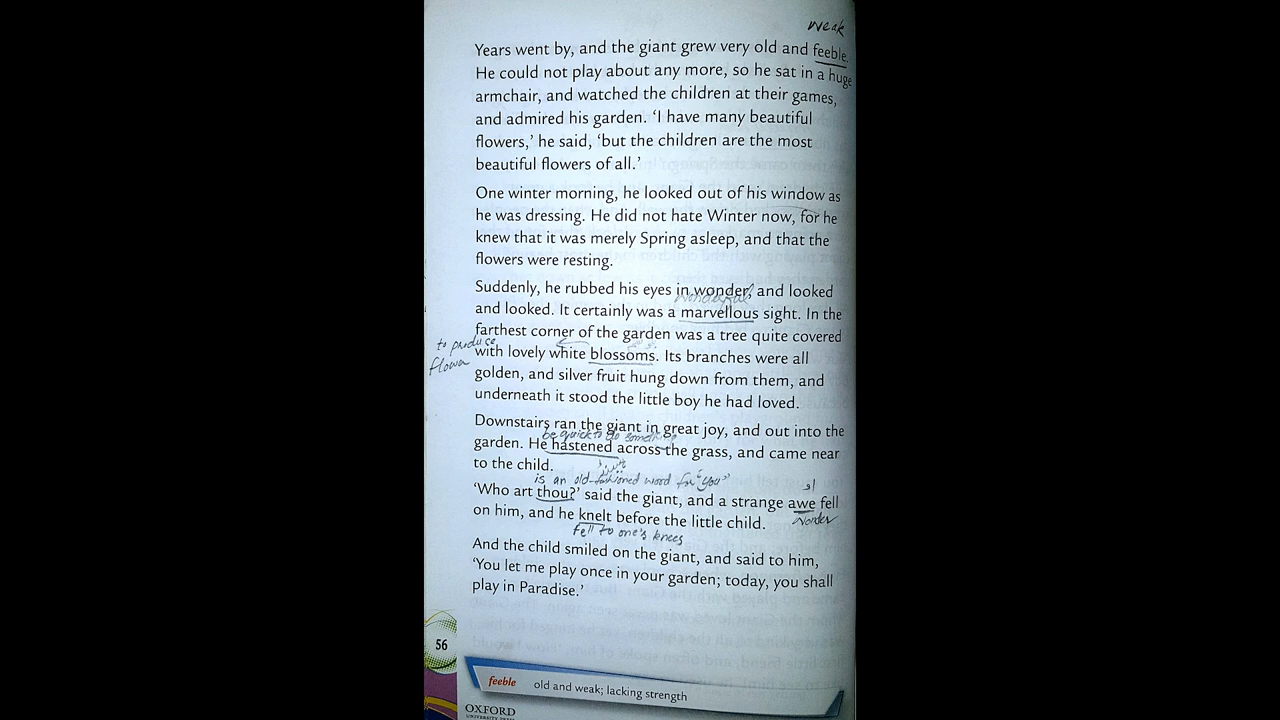 weak
Years went by, and the giant grew very old and feeble.
He could not play about any more, so he sat in a huge
armchair, and watched the children at their games,
and admired his garden. ‘I have many beautiful
flowers,’ he said, ‘but the children are the most
beautiful flowers of all.’
One winter morning, he looked out of his window as
he was dressing. He did not hate Winter now, for he
knew that it was merely Spring asleep, and that the
flowers were resting.
Suddenly, he rubbed his eyes in wonder, and looked
wonderful
and looked. It certainly was a marvellous sight. In the
farthest corner of the garden was a tree quite covered
to produce
flower
with lovely white blossoms. Its branches were all
golden, and silver fruit hung down from them, and
underneath it stood the little boy he had loved.
Downstairs ran the giant in great joy, and out into the
be quick to do something
garden. He hastened across the grass, and came near
to the child.
is an old-fashioned word for "you"
‘Who art thou?’ said the giant, and a strange awe fell
wonder
on him, and he knelt before the little child.
fell to one's knees
And the child smiled on the giant, and said to him,
‘You let me play once in your garden; today, you shall
play in Paradise.’
56
feeble old and weak; lacking strength
OXFORD
UNIVERSITY PRESS